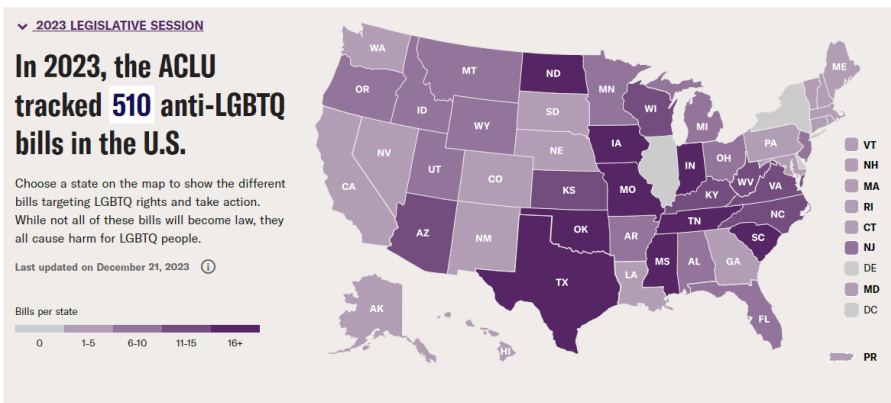 2023 LEGISLATIVE SESSION
In 2023, the ACLU
tracked 510 anti-LGBTQ
bills in the U.S.
Choose a state on the map to show the different
bills targeting LGBTQ rights and take action.
While not all of these bills will become law, they
all cause harm for LGBTQ people.
Last updated on December 21, 2023
Bills per state
0 1-5 6-10 11-15 16+
WA
MT
ND
MN
ME
OR
ID
SD
WI
MI
WY
NV
NE
IA
PA
UT
CO
IN
OH
CA
KS
MO
KY
WV
VA
AZ
NM
OK
AR
TN
NC
TX
LA
MS
AL
GA
SC
FL
AK
HI
VT
NH
MA
RI
CT
NJ
DE
MD
DC
PR